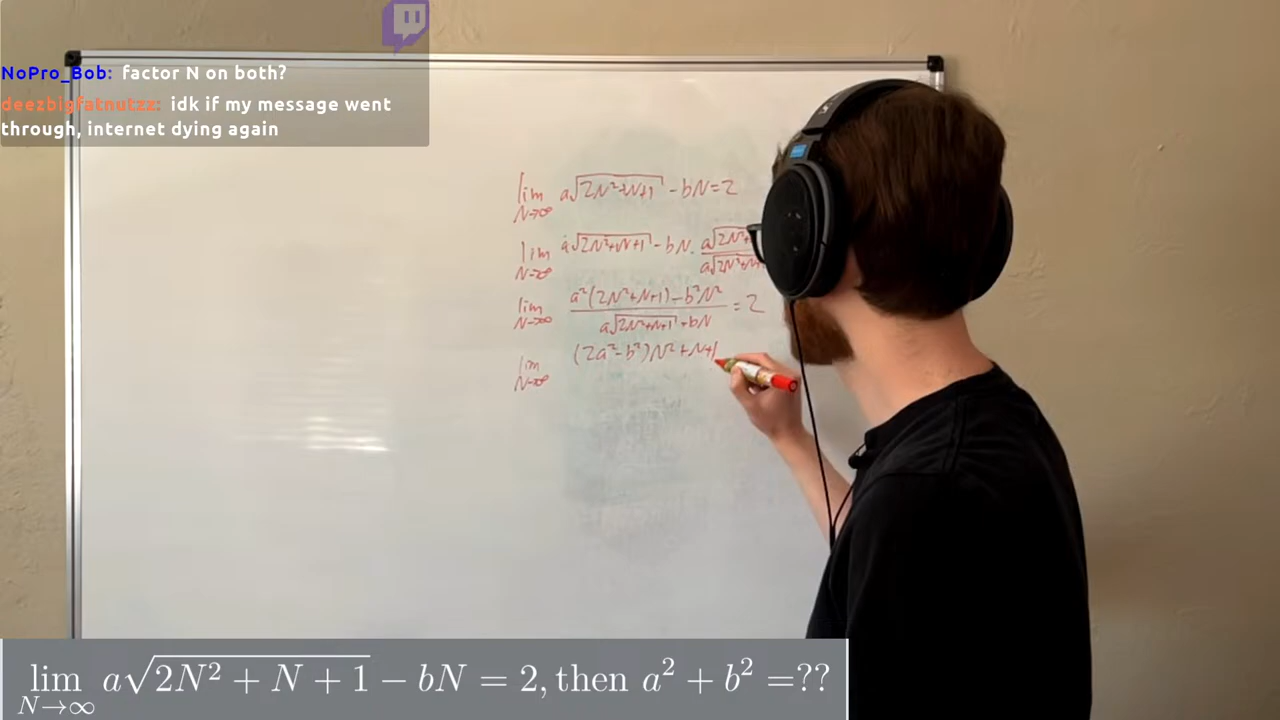 NoPro_Bob: factor N on both?
deezbigfatnutzz: idk if my message went
through, internet dying again
lim N→∞ a√(2N²+N+1) - bN = 2
lim N→∞ a√(2N²+N+1) - bN · a√(2N²+ / a√(2N²+N+
lim N→∞ a²(2N²+N+1) - b²N² / a√(2N²+N+1) + bN = 2
lim N→∞ (2a² - b²)N² + N+1
lim N→∞ a√(2N² + N + 1) - bN = 2, then a² + b² =??